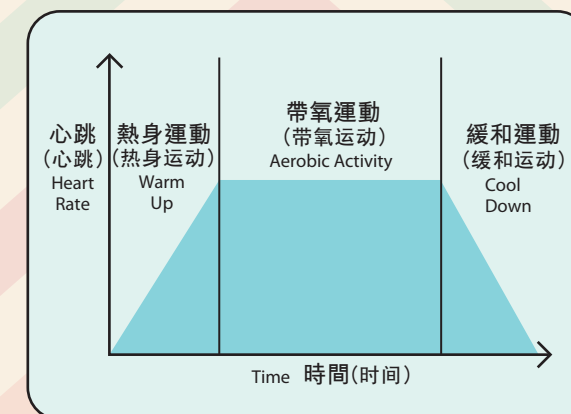 心跳
(心跳)
Heart
Rate
熱身運動
(热身运动)
Warm
Up
帶氧運動
(带氧运动)
Aerobic Activity
緩和運動
(缓和运动)
Cool
Down
Time 時間(时间)